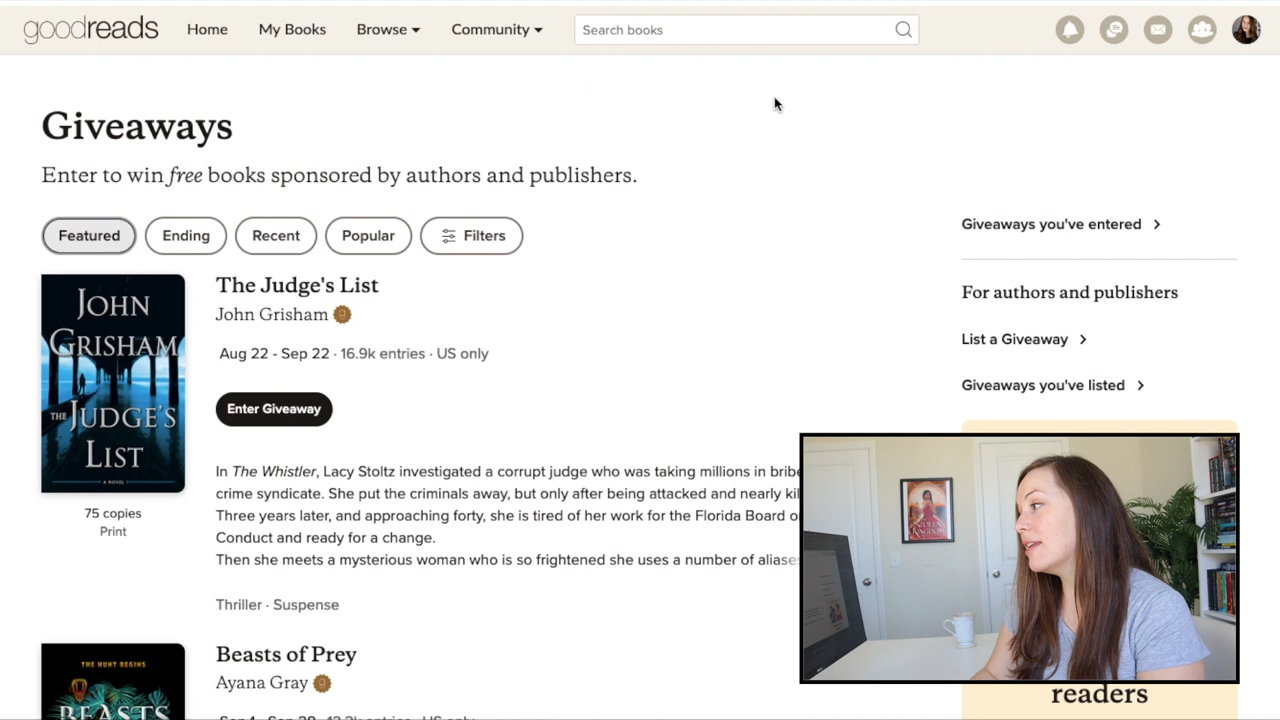 goodreads
Home
My Books
Browse
Community
Search books
Giveaways
Enter to win free books sponsored by authors and publishers.
Featured
Ending
Recent
Popular
Filters
Giveaways you've entered
For authors and publishers
List a Giveaway
Giveaways you've listed
JOHN
GRISHAM
THE JUDGE'S
LIST
A NOVEL
75 copies
Print
The Judge's List
John Grisham
Aug 22 - Sep 22 · 16.9k entries · US only
Enter Giveaway
In The Whistler, Lacy Stoltz investigated a corrupt judge who was taking millions in bribe
crime syndicate. She put the criminals away, but only after being attacked and nearly kil
Three years later, and approaching forty, she is tired of her work for the Florida Board o
Conduct and ready for a change.
Then she meets a mysterious woman who is so frightened she uses a number of aliases
Thriller · Suspense
STOLEN
KINGDOM
THE HUNT BEGINS
BEASTS
Beasts of Prey
Ayana Gray
readers